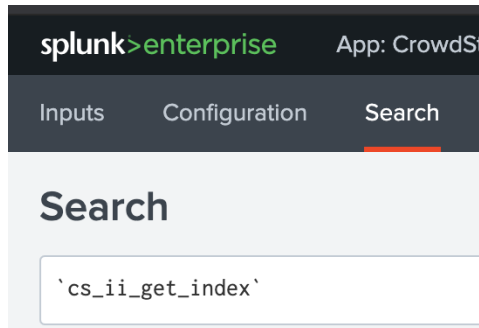 splunk>enterprise App: CrowdSt
Inputs Configuration Search
Search
`cs_ii_get_index`